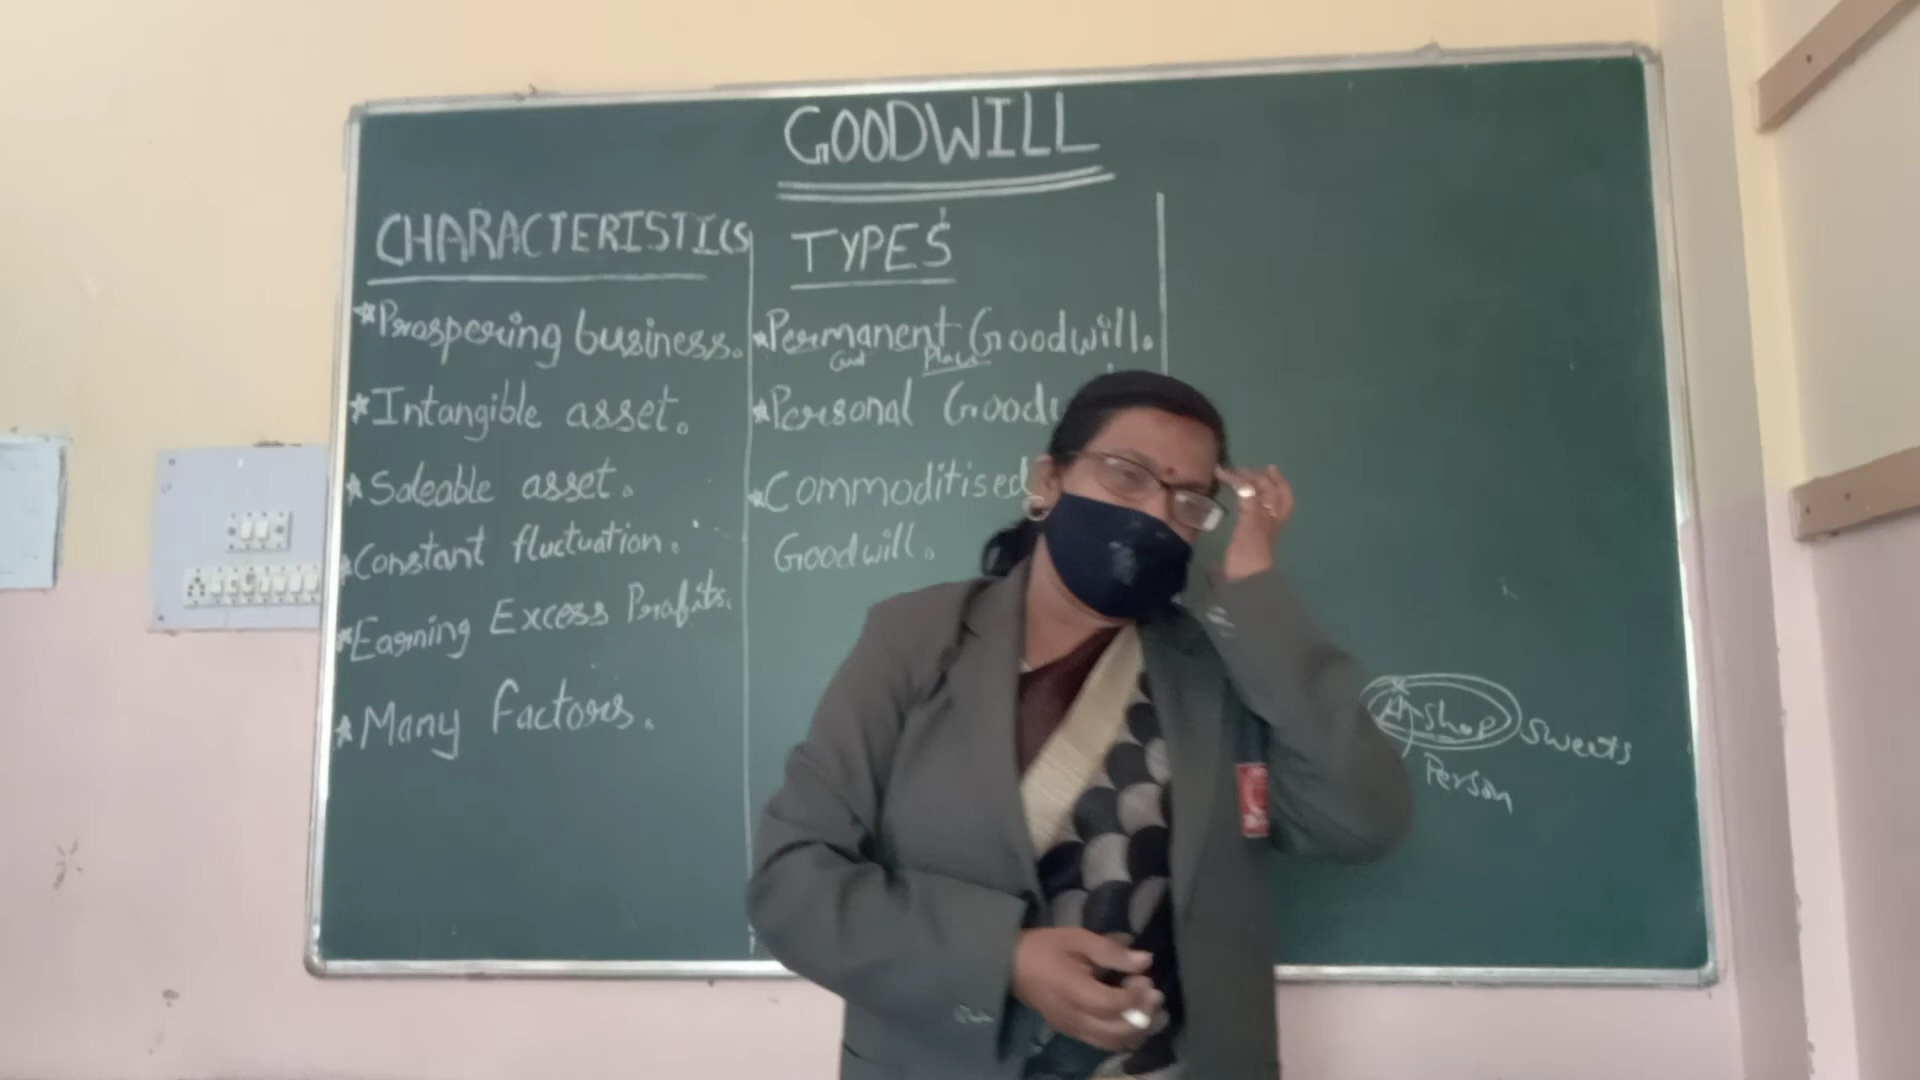 GOODWILL
CHARACTERISTICS
*Prospering business.
*Intangible asset.
*Saleable asset.
*Constant fluctuation.
*Earning Excess Profits.
*Many factors.
TYPES
*Permanent Goodwill.
Place
*Personal
*Commoditised
Goodwill.
shop sweets
Person